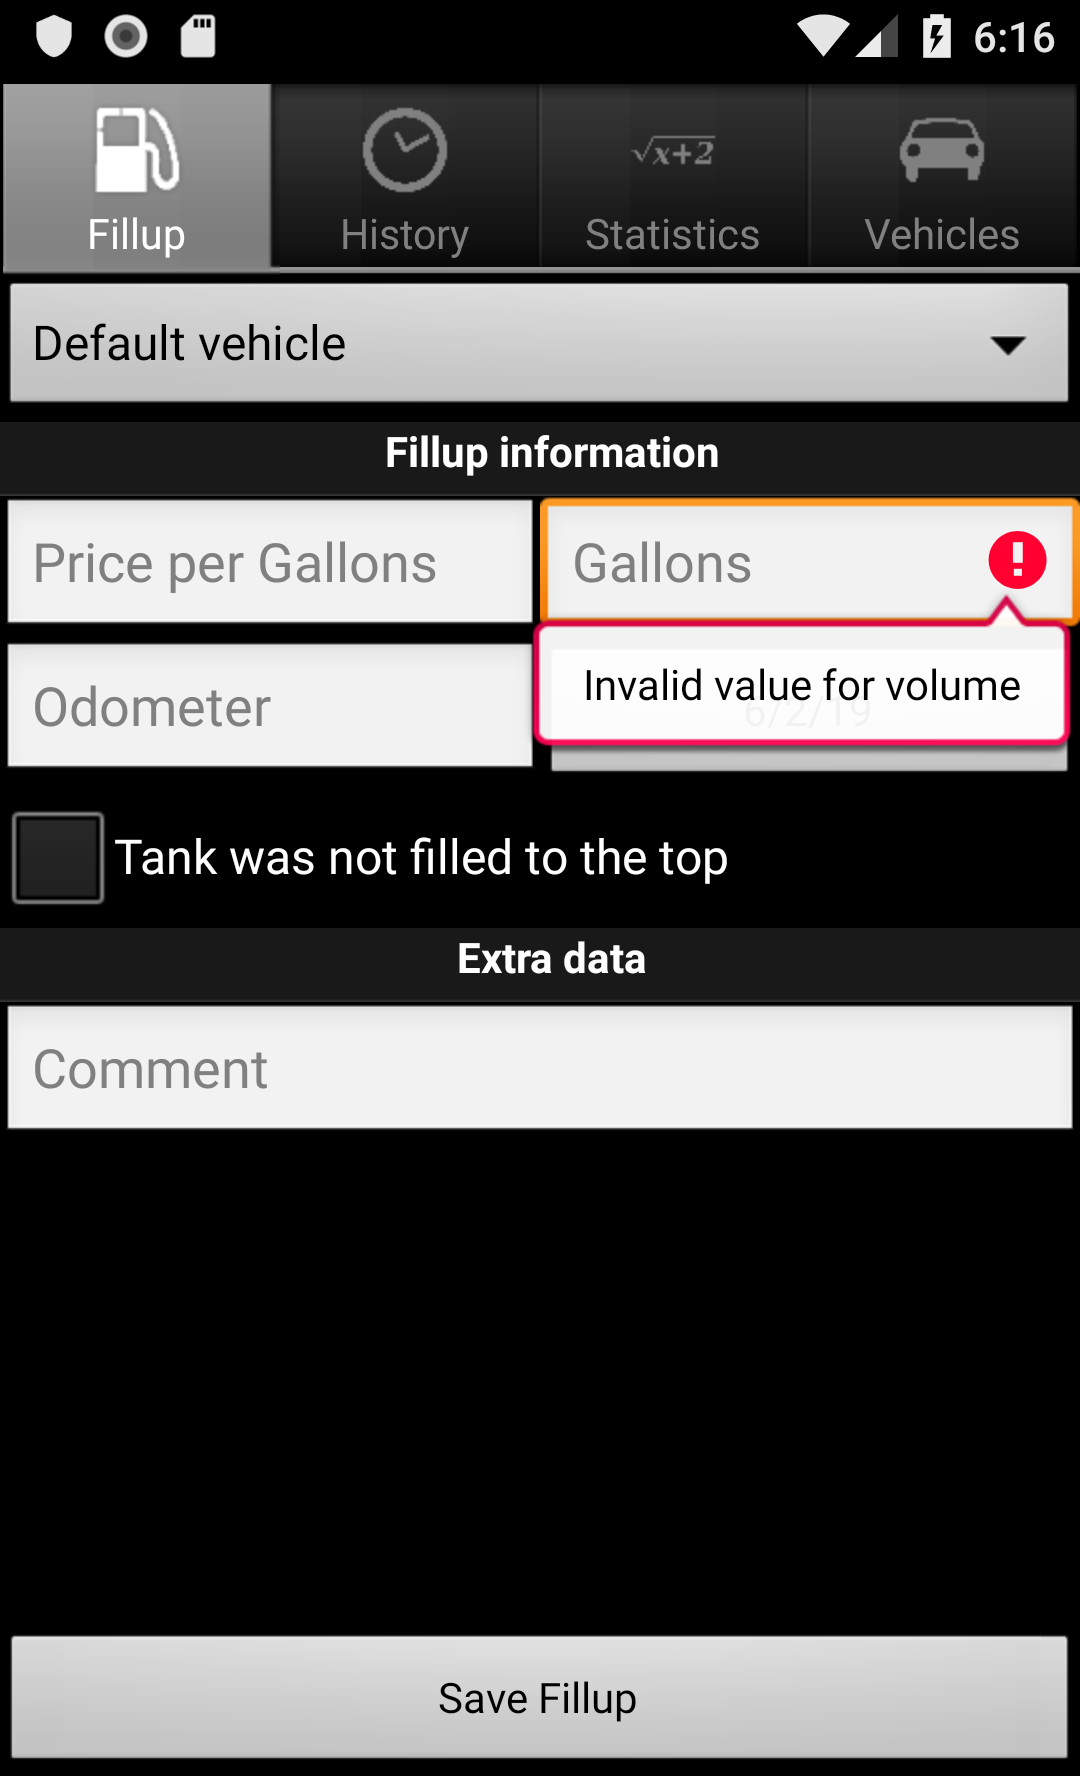 6:16
Fillup
History
√x+2
Statistics
Vehicles
Default vehicle
Fillup information
Price per Gallons
Gallons
Odometer
Invalid value for volume
6/2/19
Tank was not filled to the top
Extra data
Comment
Save Fillup